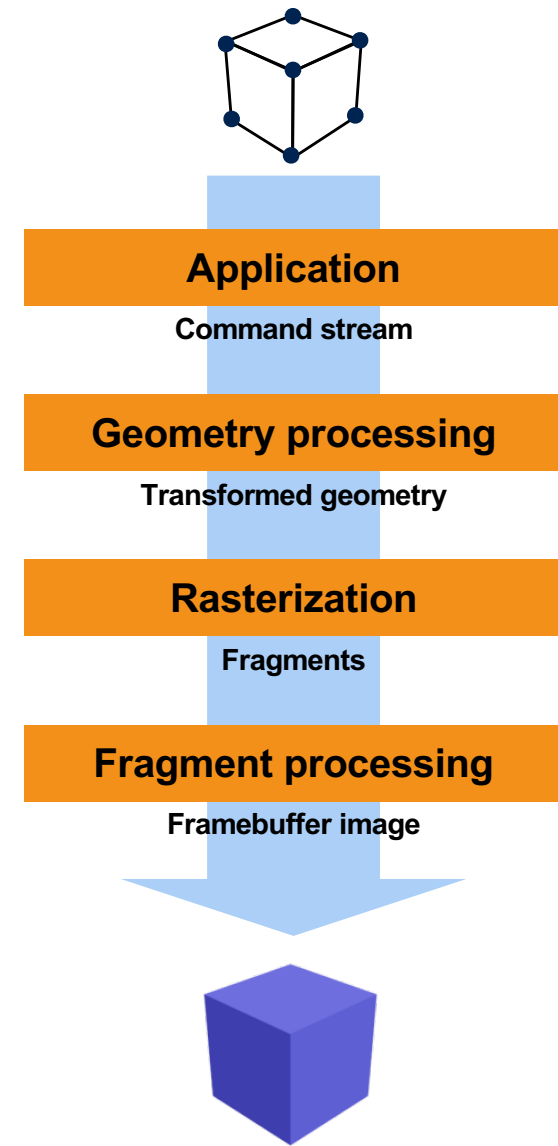 Application
Command stream
Geometry processing
Transformed geometry
Rasterization
Fragments
Fragment processing
Framebuffer image